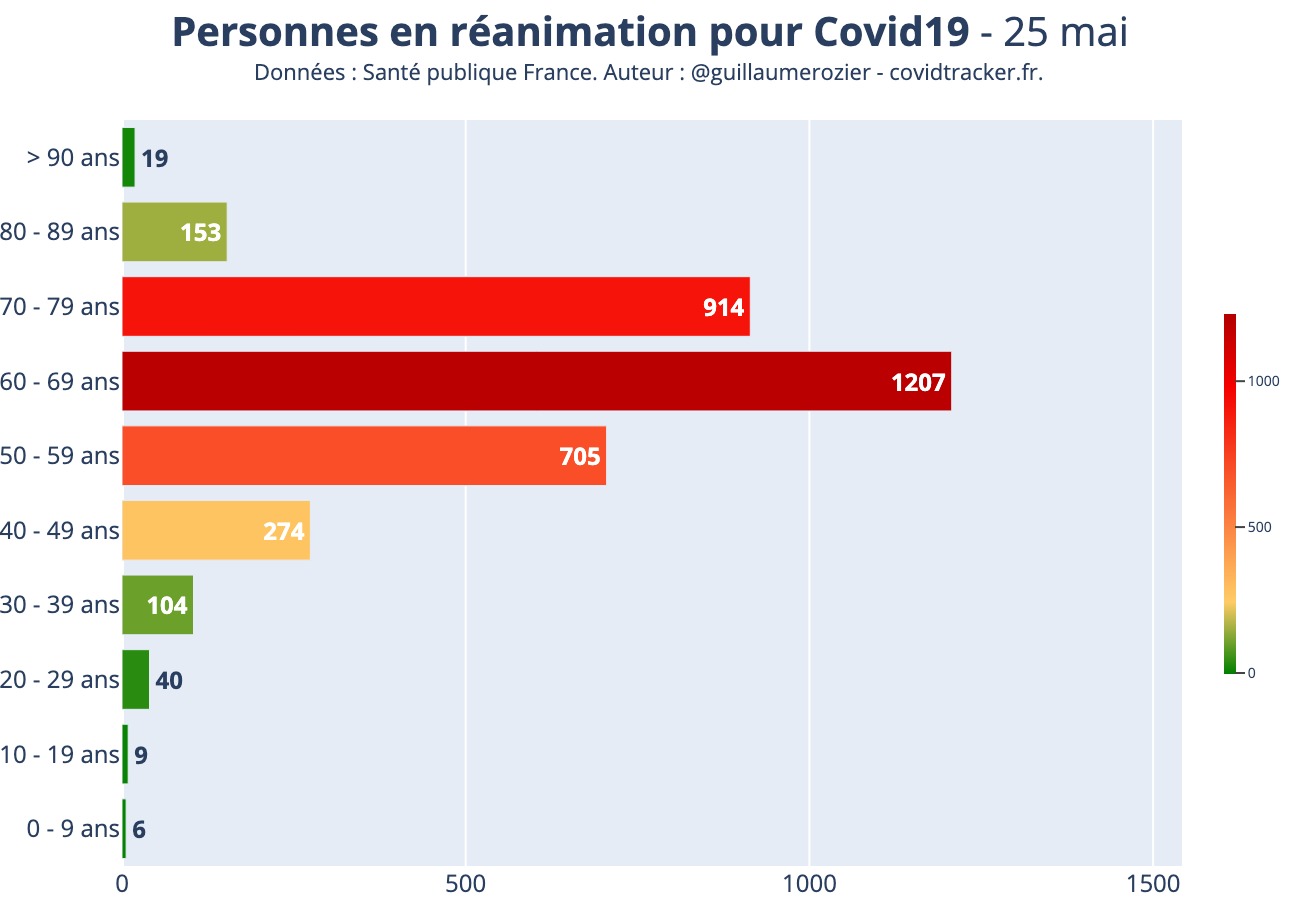 Personnes en réanimation pour Covid19 - 25 mai
Données : Santé publique France. Auteur : @guillaumerozier - covidtracker.fr.
> 90 ans 19
80 - 89 ans 153
70 - 79 ans 914
60 - 69 ans 1207
50 - 59 ans 705
40 - 49 ans 274
30 - 39 ans 104
20 - 29 ans 40
10 - 19 ans 9
0 - 9 ans 6
0 500 1000 1500
1000
500
0